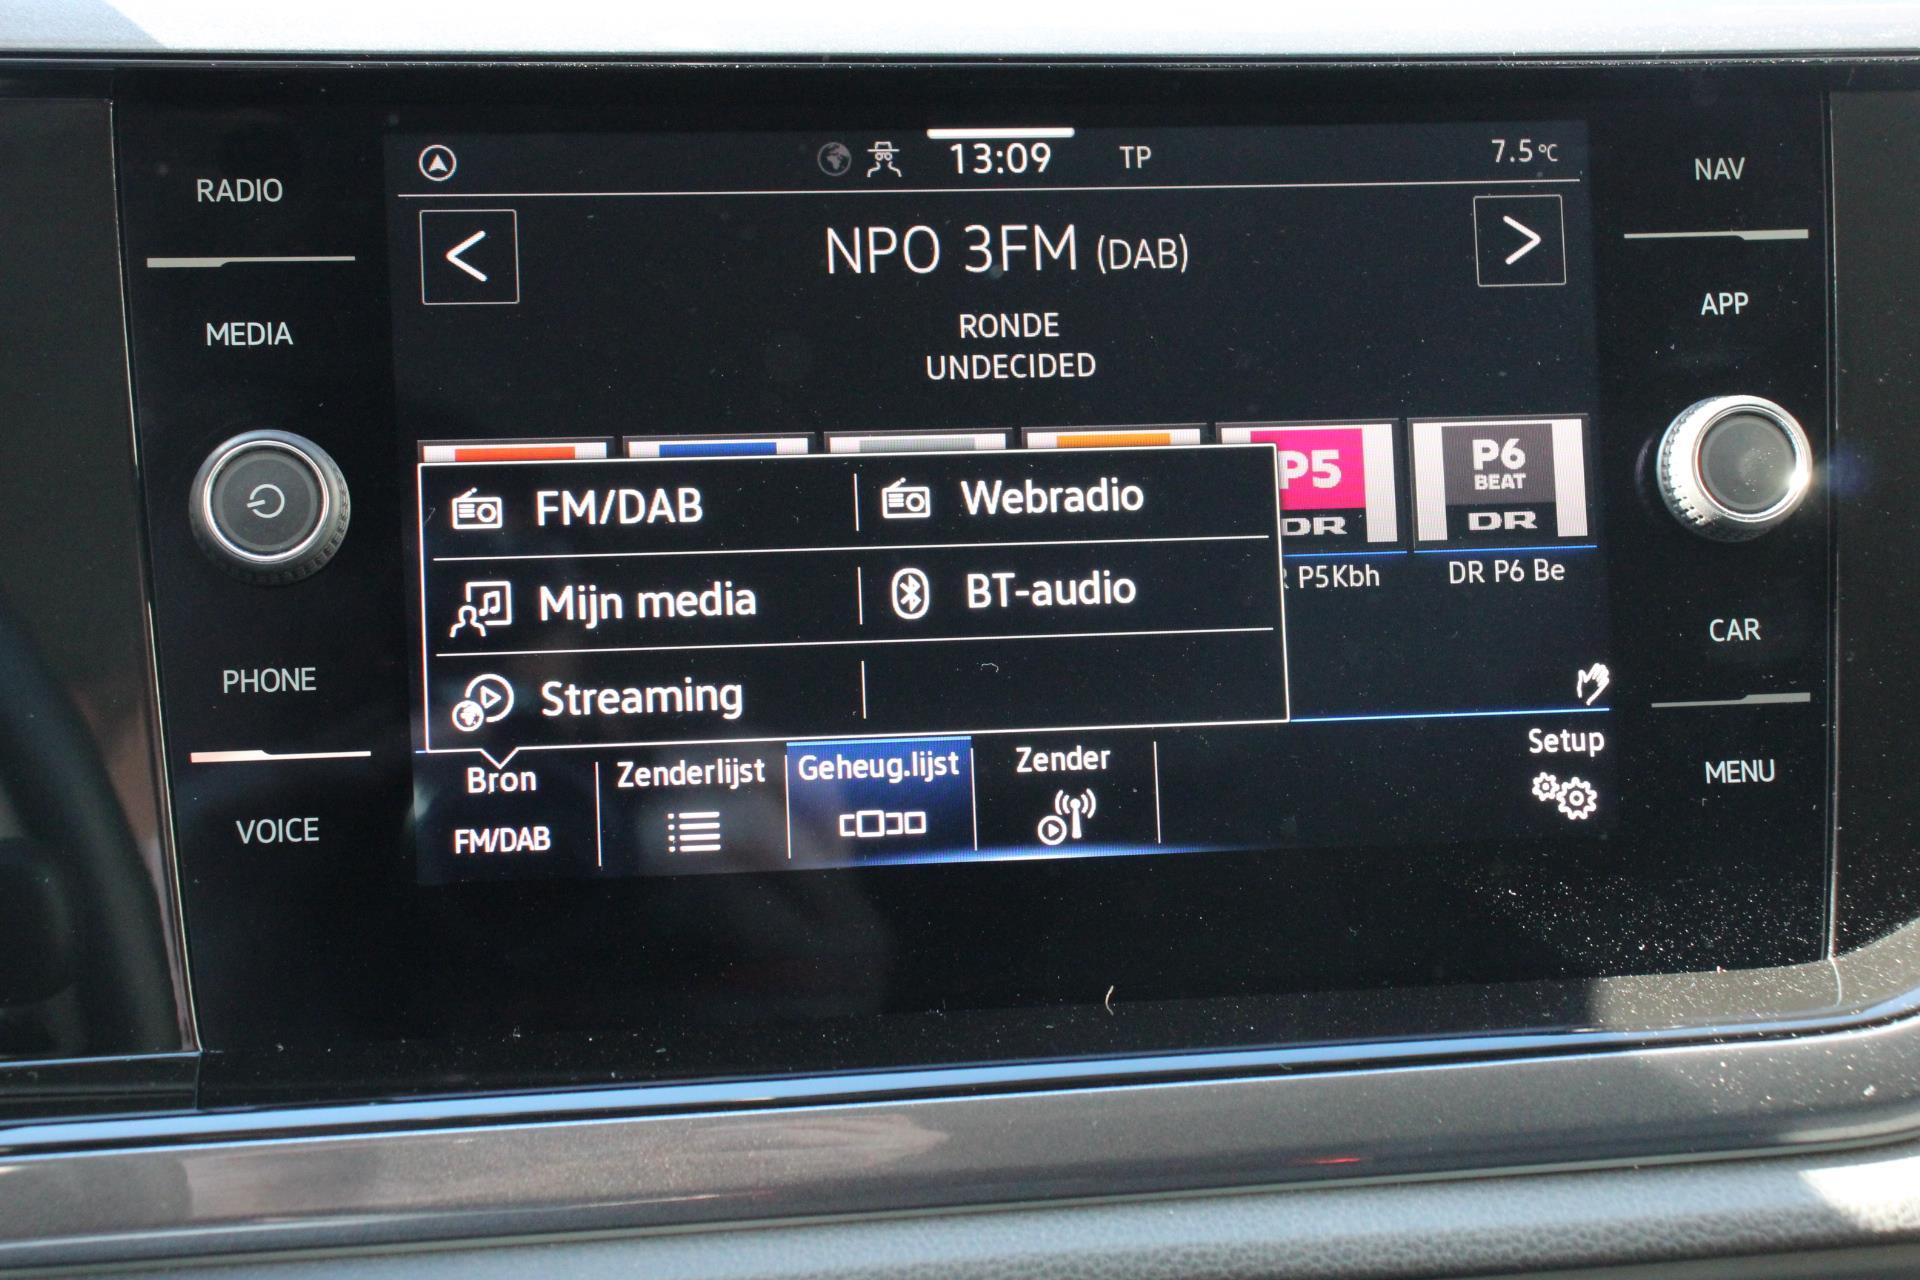 RADIO
MEDIA
PHONE
VOICE
13:09 TP 7.5°C
NPO 3FM (DAB)
RONDE
UNDECIDED
P5
DR
P5Kbh
P6
BEAT
DR
DR P6 Be
FM/DAB Webradio
Mijn media BT-audio
Streaming
Bron
FM/DAB
Zenderlijst
Geheug.lijst
Zender
Setup
NAV
APP
CAR
MENU